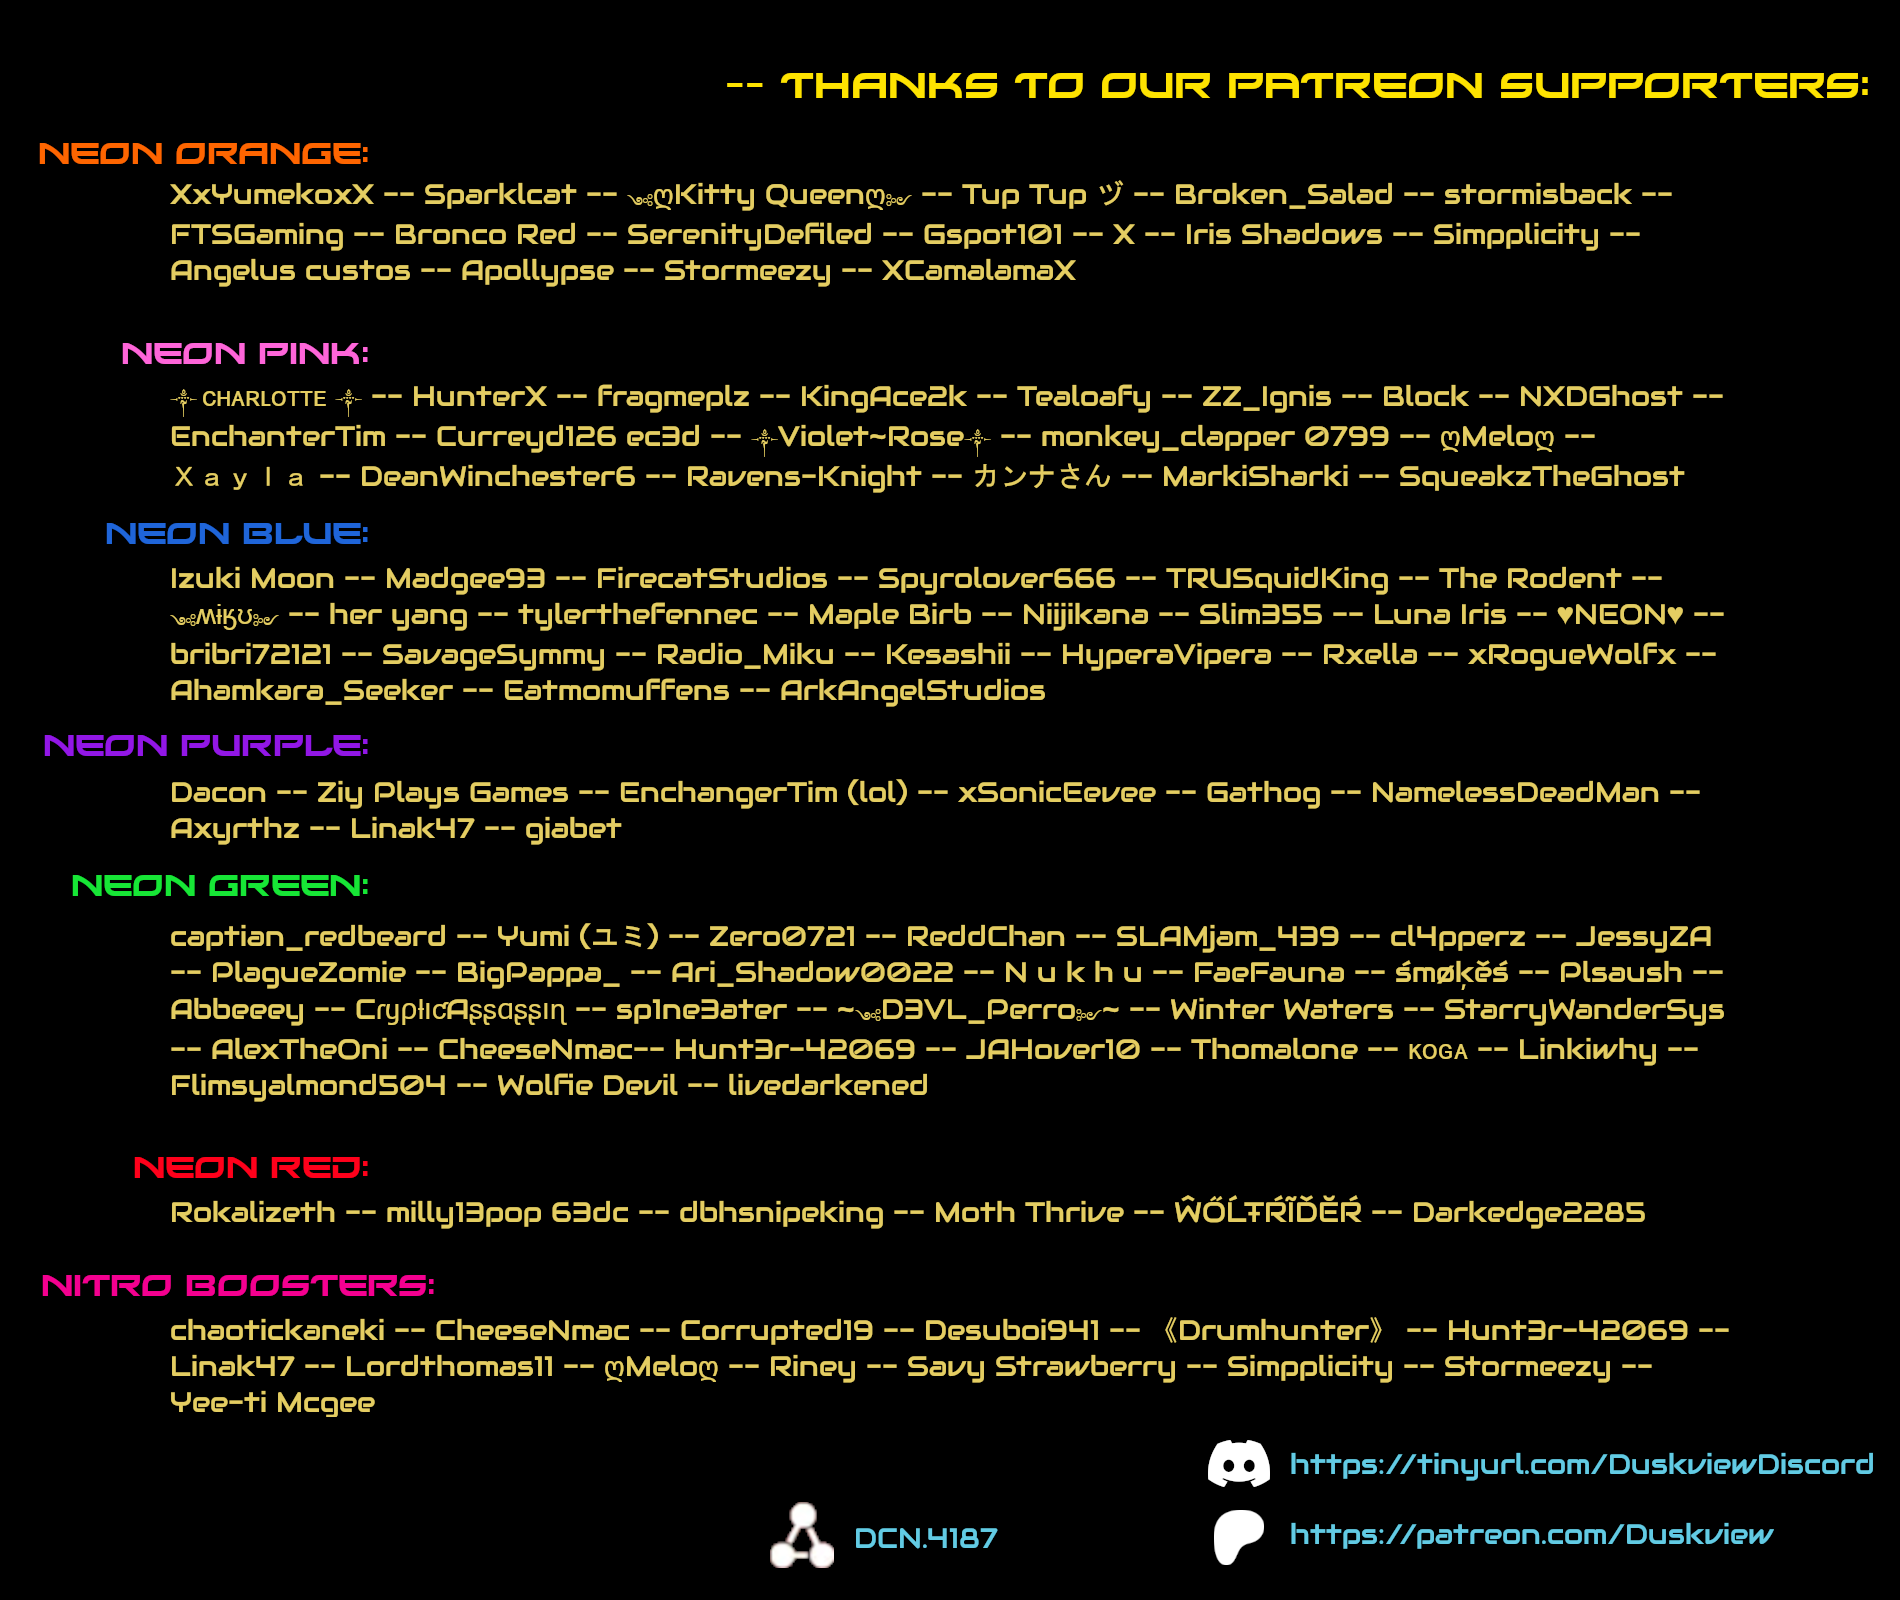 -- THANKS TO OUR PATREON SUPPORTERS:
NEON ORANGE:
XxYumekoxX -- Sparklcat -- ༺ღKitty Queenღ༻ -- Tup Tup ヅ -- Broken_Salad -- stormisback --
FTSGaming -- Bronco Red -- SerenityDefiled -- Gspot101 -- X -- Iris Shadows -- Simpplicity --
Angelus custos -- Apollypse -- Stormeezy -- XCamalamaX
NEON PINK:
⸸ ᴄʜᴀʀʟᴏᴛᴛᴇ ⸸ -- HunterX -- fragmeplz -- KingAce2k -- Tealoafy -- ZZ_Ignis -- Block -- NXDGhost --
EnchanterTim -- Curreyd126 ec3d -- ⸸Violet~Rose⸸ -- monkey_clapper 0799 -- ღMeloღ --
Ｘａｙｌａ -- DeanWinchester6 -- Ravens-Knight -- カンナさん -- MarkiSharki -- SqueakzTheGhost
NEON BLUE:
Izuki Moon -- Madgee93 -- FirecatStudios -- Spyrolover666 -- TRUSquidKing -- The Rodent --
༺ʍɨӄʊ༻ -- her yang -- tylerthefennec -- Maple Birb -- Niijikana -- Slim355 -- Luna Iris -- ♥NEON♥ --
bribri72121 -- SavageSymmy -- Radio_Miku -- Kesashii -- HyperaVipera -- Rxella -- xRogueWolfx --
Ahamkara_Seeker -- Eatmomuffens -- ArkAngelStudios
NEON PURPLE:
Dacon -- Ziy Plays Games -- EnchangerTim (lol) -- xSonicEevee -- Gathog -- NamelessDeadMan --
Axyrthz -- Linak47 -- giabet
NEON GREEN:
captian_redbeard -- Yumi (ユミ) -- Zero0721 -- ReddChan -- SLAMjam_439 -- cl4pperz -- JessyZA
-- PlagueZomie -- BigPappa_ -- Ari_Shadow0022 -- N u k h u -- FaeFauna -- śmøķěś -- Plsaush --
Abbeeey -- CɾყρƚιƈAʂʂαʂʂιɳ -- sp1ne3ater -- ~༺D3VL_Perro༻~ -- Winter Waters -- StarryWanderSys
-- AlexTheOni -- CheeseNmac-- Hunt3r-42069 -- JAHover10 -- Thomalone -- ᴋᴏɢᴀ -- Linkiwhy --
Flimsyalmond504 -- Wolfie Devil -- livedarkened
NEON RED:
Rokalizeth -- milly13pop 63dc -- dbhsnipeking -- Moth Thrive -- ŴŐĹŦŔĨĎĚŔ -- Darkedge2285
NITRO BOOSTERS:
chaotickaneki -- CheeseNmac -- Corrupted19 -- Desuboi941 -- 《Drumhunter》 -- Hunt3r-42069 --
Linak47 -- Lordthomas11 -- ღMeloღ -- Riney -- Savy Strawberry -- Simpplicity -- Stormeezy --
Yee-ti Mcgee
https://tinyurl.com/DuskviewDiscord
DCN.4187
https://patreon.com/Duskview